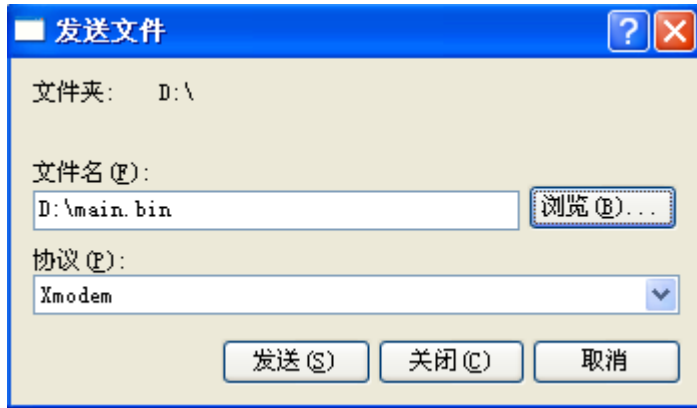 发送文件
文件夹: D:\
文件名(F):
D:\main.bin
浏览(B)...
协议(P):
Xmodem
发送(S) 关闭(C) 取消